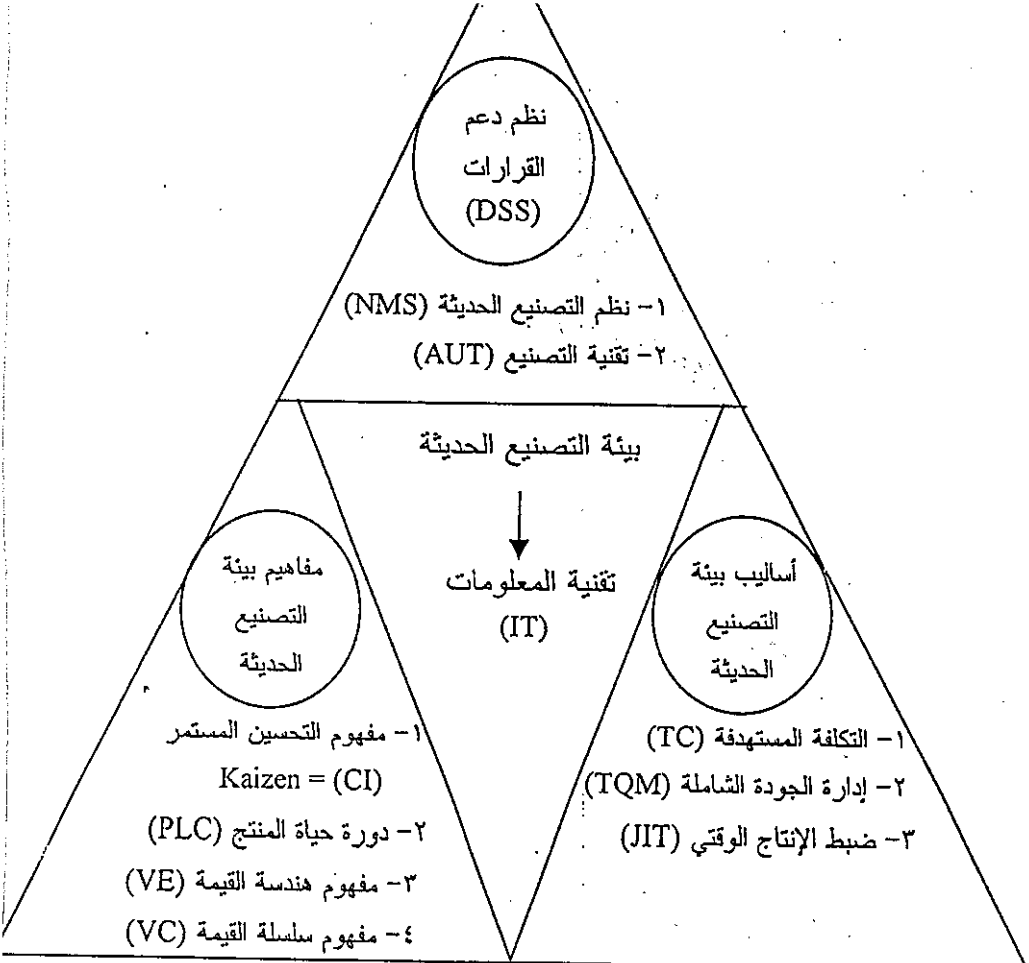 نظم دعم
القرارات
(DSS)
١- نظم التصنيع الحديثة (NMS)
٢- تقنية التصنيع (AUT)
بيئة التصنيع الحديثة
تقنية المعلومات
(IT)
أساليب بيئة
التصنيع
الحديثة
١- التكلفة المستهدفة (TC)
٢- إدارة الجودة الشاملة (TQM)
٣- ضبط الإنتاج الوقتي (JIT)
مفاهيم بيئة
التصنيع
الحديثة
١- مفهوم التحسين المستمر
Kaizen = (CI)
٢- دورة حياة المنتج (PLC)
٣- مفهوم هندسة القيمة (VE)
٤- مفهوم سلسلة القيمة (VC)